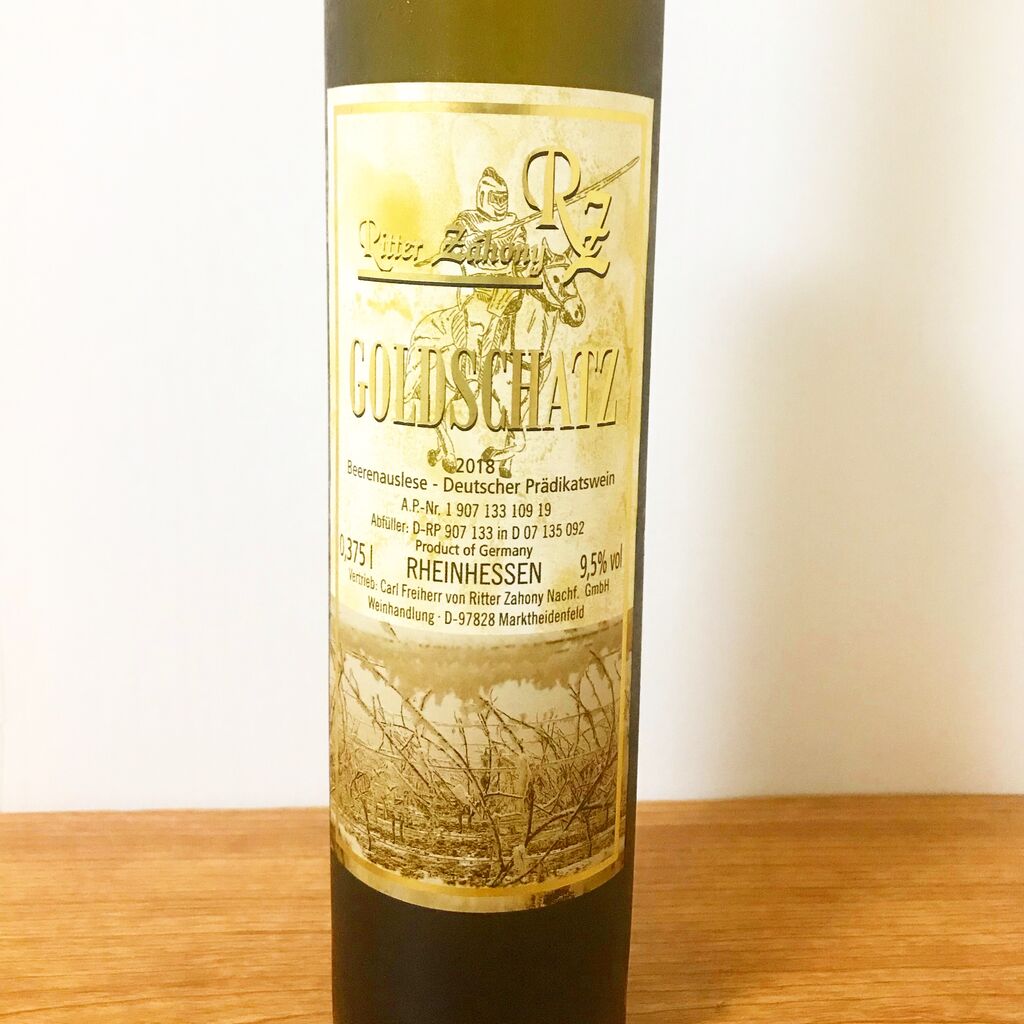 RZ
Ritter Zahony
GOLDSCHATZ
2018
Beerenauslese - Deutscher Prädikatswein
A.P.-Nr. 1 907 133 109 19
Abfüller: D-RP 907 133 in D 07 135 092
Product of Germany
0,375 l RHEINHESSEN 9,5% vol
Vertrieb: Carl Freiherr von Ritter Zahony Nachf. GmbH
Weinhandlung · D-97828 Marktheidenfeld